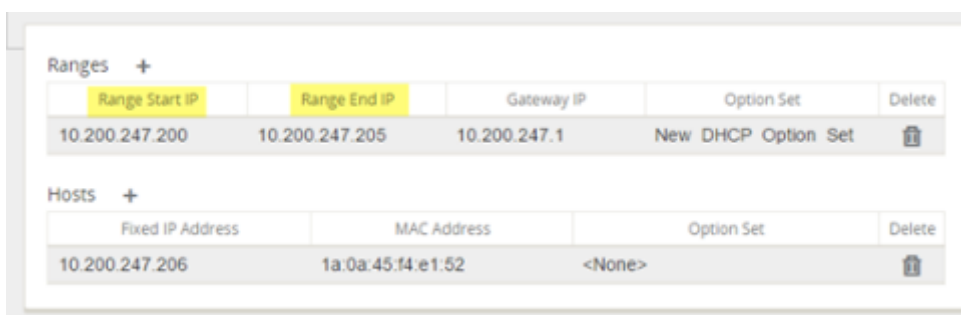 Ranges +
Range Start IP Range End IP Gateway IP Option Set Delete
10.200.247.200 10.200.247.205 10.200.247.1 New DHCP Option Set
Hosts +
Fixed IP Address MAC Address Option Set Delete
10.200.247.206 1a:0a:45:f4:e1:52 <None>